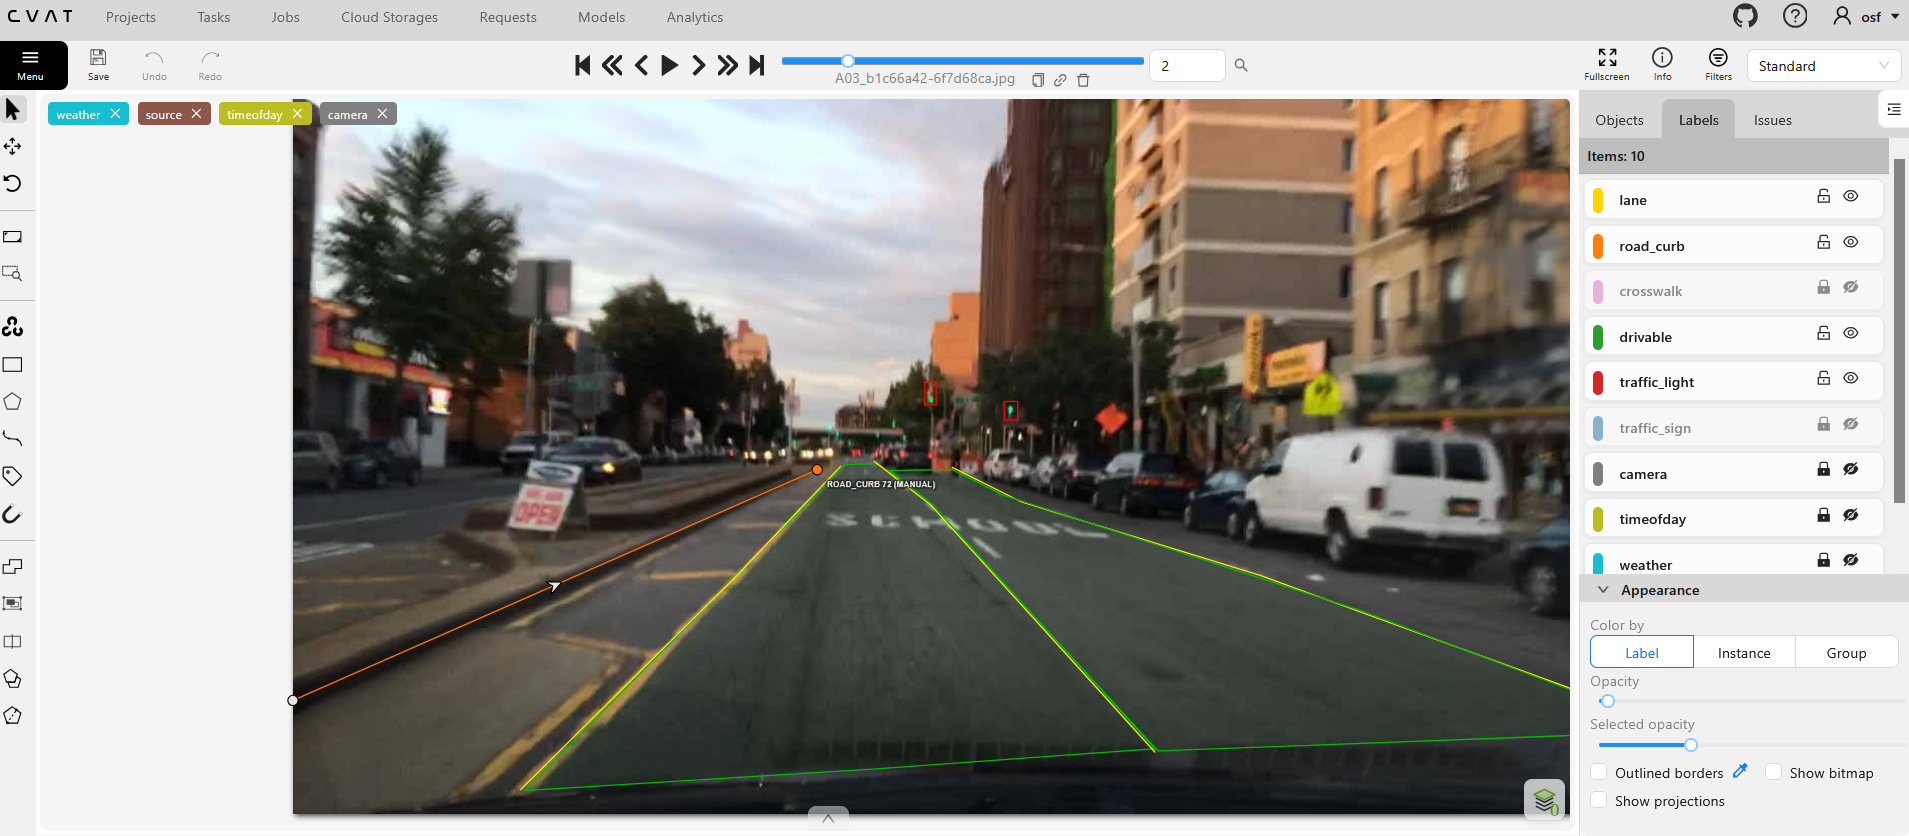 CVAT Projects Tasks Jobs Cloud Storages Requests Models Analytics osf
Menu Save Undo Redo
A03_b1c66a42-6f7d68ca.jpg
2
Fullscreen Info Filters Standard
weather source timeofday camera
Objects Labels Issues
Items: 10
lane
road_curb
crosswalk
drivable
traffic_light
traffic_sign
camera
timeofday
weather
Appearance
Color by
Label Instance Group
Opacity
Selected opacity
Outlined borders Show bitmap
Show projections
ROAD_CURB 72 (MANUAL)
OPEN
SCHOOL
0